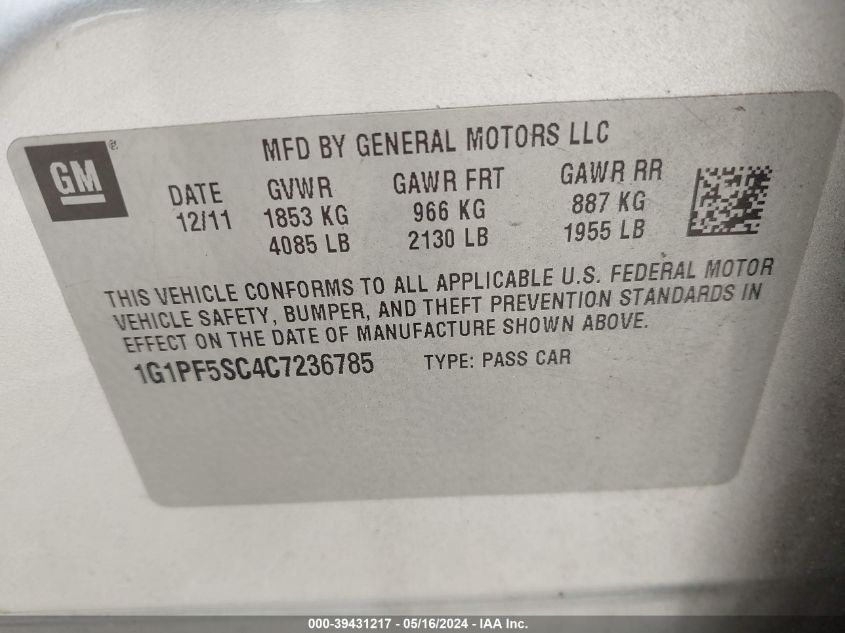 MFD BY GENERAL MOTORS LLC
GM®
DATE GVWR GAWR FRT GAWR RR
12/11 1853 KG 966 KG 887 KG
4085 LB 2130 LB 1955 LB
THIS VEHICLE CONFORMS TO ALL APPLICABLE U.S. FEDERAL MOTOR
VEHICLE SAFETY, BUMPER, AND THEFT PREVENTION STANDARDS IN
EFFECT ON THE DATE OF MANUFACTURE SHOWN ABOVE.
1G1PF5SC4C7236785 TYPE: PASS CAR
000-39431217 - 05/16/2024 - IAA Inc.